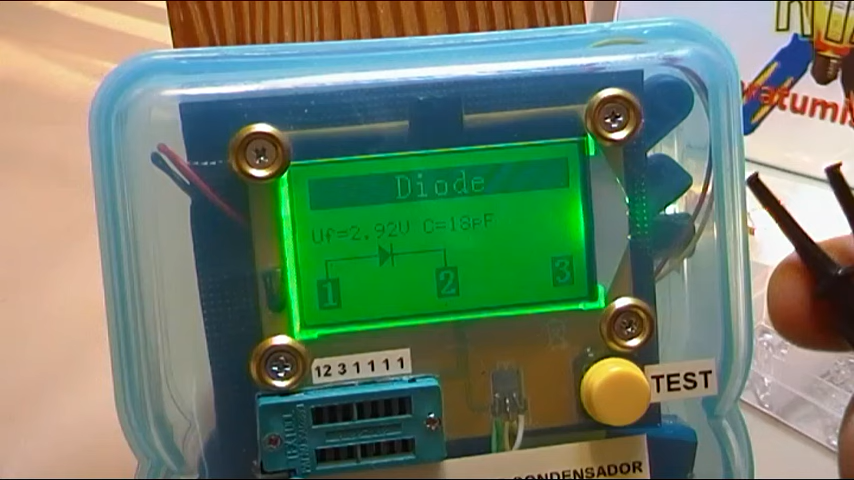 Diode
Uf=2.92V C=18pF
1 2 3
1 2 3 1 1 1 1
TEST
CONDENSADOR